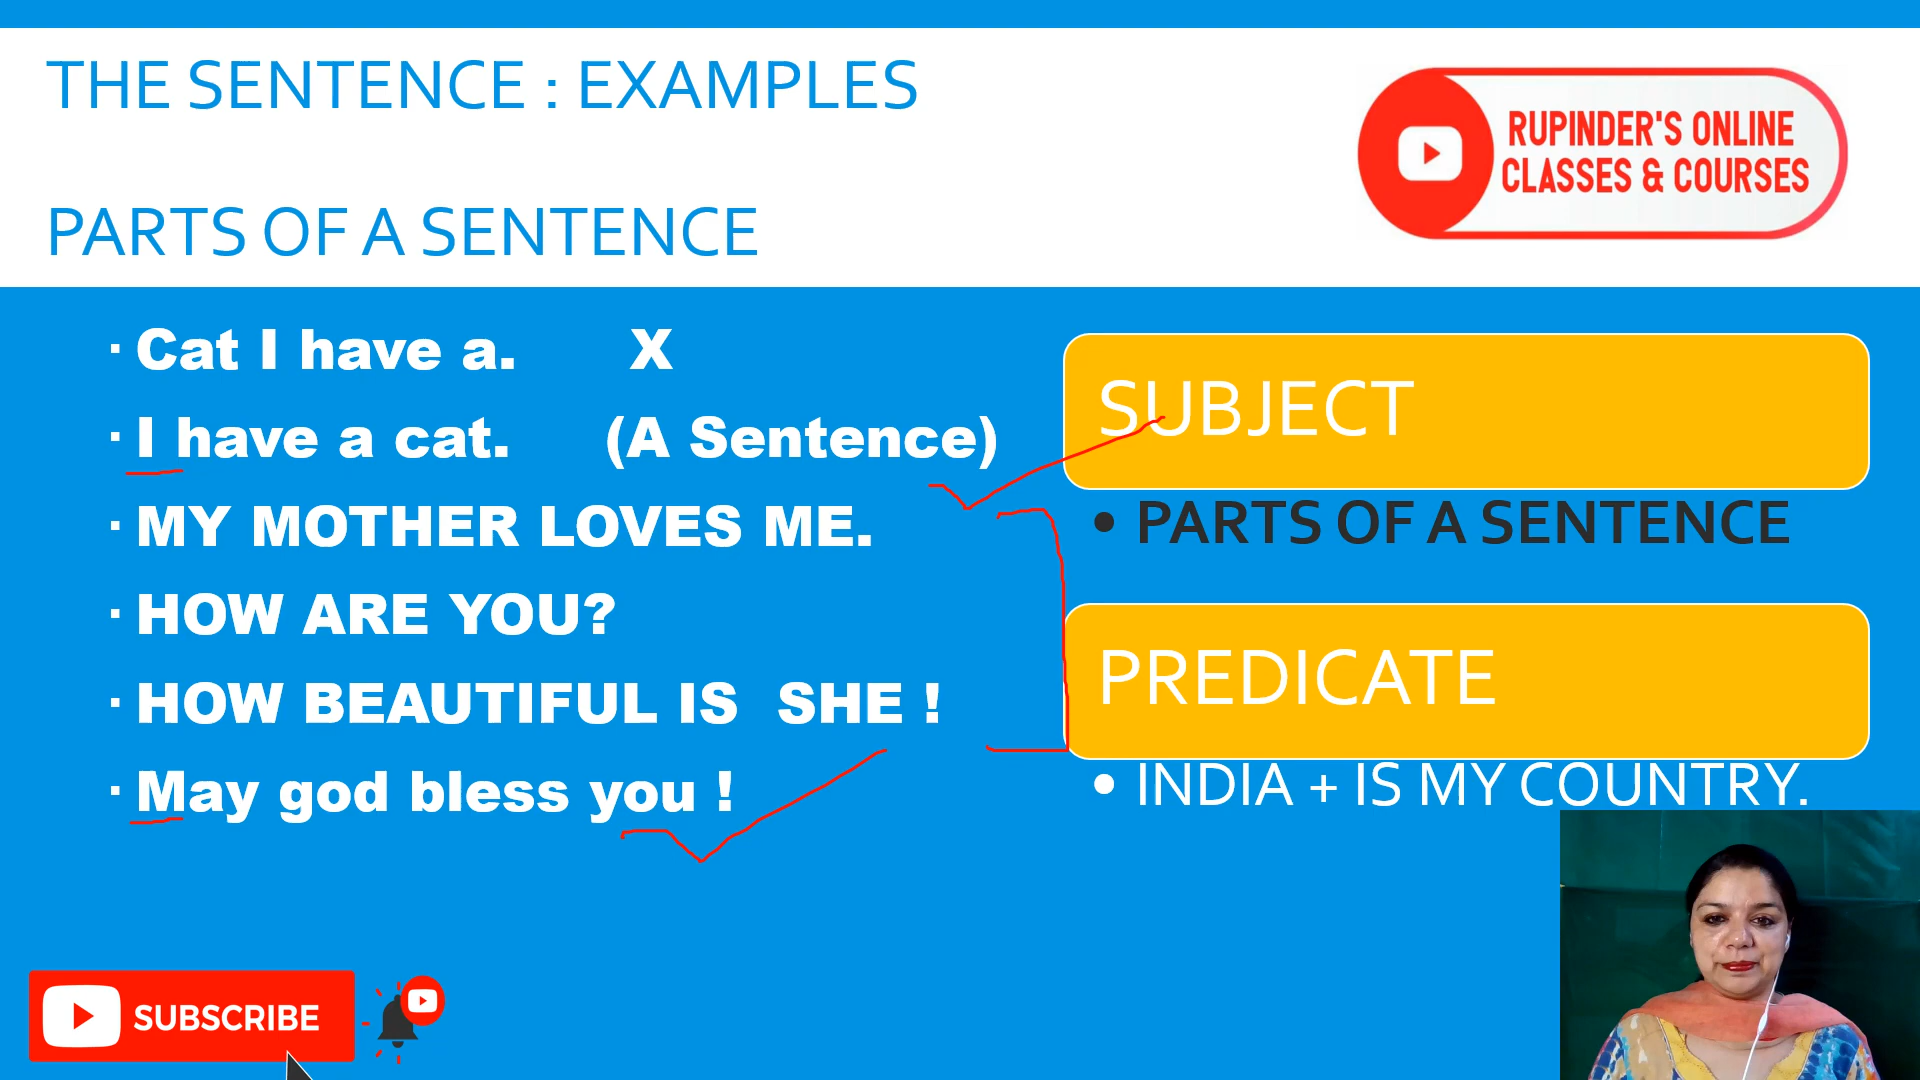 THE SENTENCE : EXAMPLES
PARTS OF A SENTENCE
RUPINDER'S ONLINE
CLASSES & COURSES
· Cat I have a. X
· I have a cat. (A Sentence)
· MY MOTHER LOVES ME.
· HOW ARE YOU?
· HOW BEAUTIFUL IS SHE !
· May god bless you !
SUBJECT
• PARTS OF A SENTENCE
PREDICATE
• INDIA + IS MY COUNTRY.
SUBSCRIBE